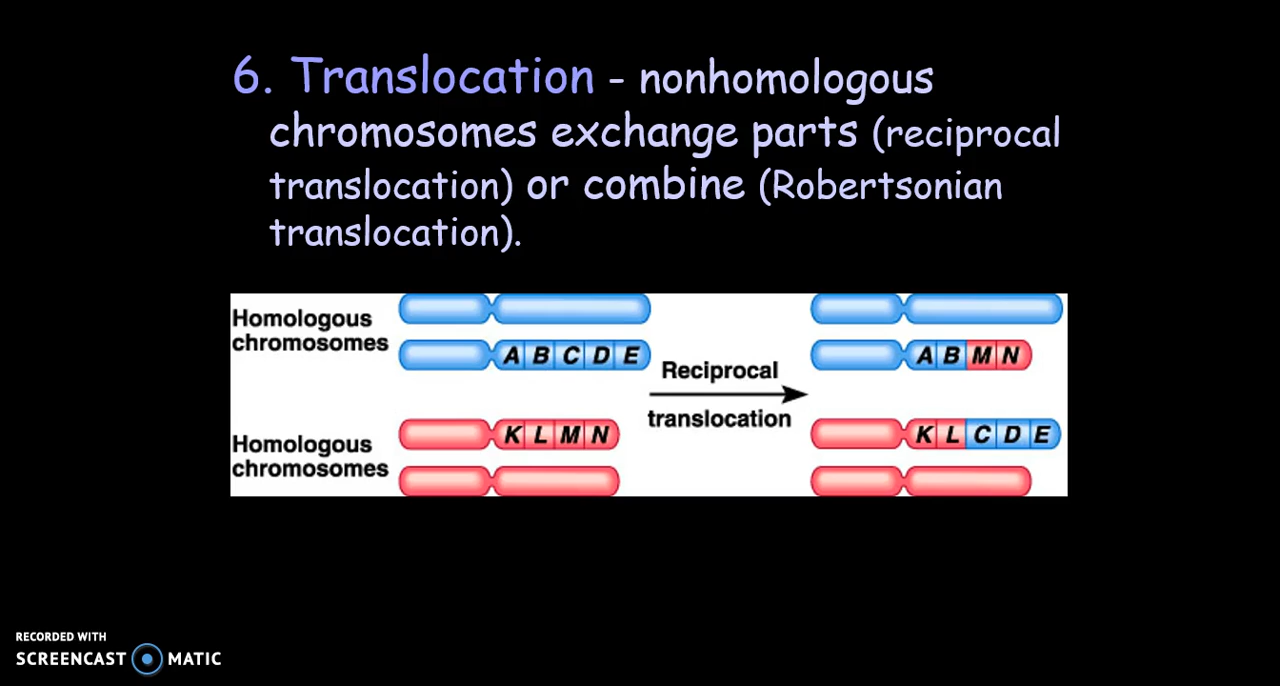 6. Translocation - nonhomologous
chromosomes exchange parts (reciprocal
translocation) or combine (Robertsonian
translocation).
Homologous
chromosomes
A B C D E
Reciprocal
translocation
A B M N
Homologous
chromosomes
K L M N
K L C D E
RECORDED WITH
SCREENCAST MATIC